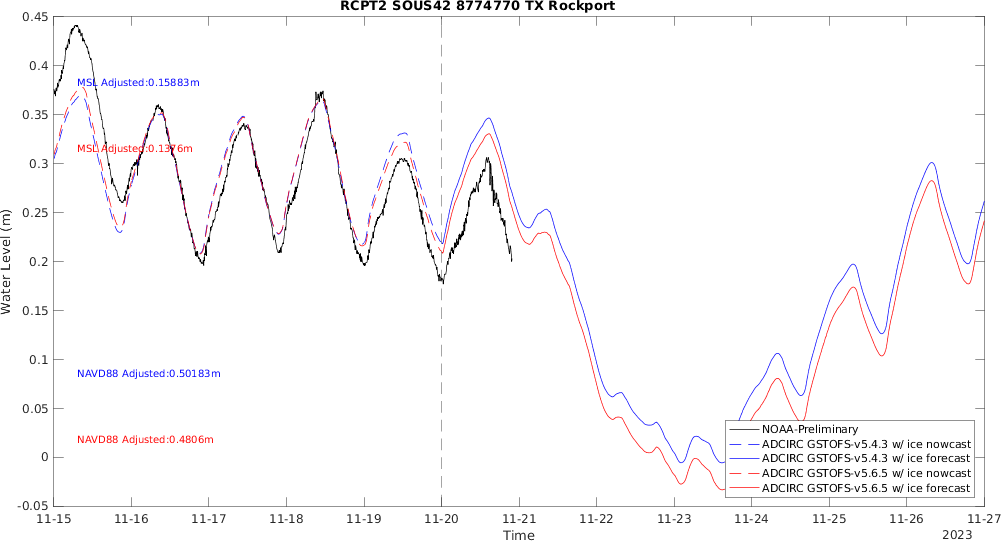 RCPT2 SOUS42 8774770 TX Rockport
Water Level (m)
0.45
0.4
0.35
0.3
0.25
0.2
0.15
0.1
0.05
0
-0.05
MSL Adjusted:0.15883m
MSL Adjusted:0.1376m
NAVD88 Adjusted:0.50183m
NAVD88 Adjusted:0.4806m
NOAA-Preliminary
ADCIRC GSTOFS-v5.4.3 w/ ice nowcast
ADCIRC GSTOFS-v5.4.3 w/ ice forecast
ADCIRC GSTOFS-v5.6.5 w/ ice nowcast
ADCIRC GSTOFS-v5.6.5 w/ ice forecast
11-15 11-16 11-17 11-18 11-19 11-20 11-21 11-22 11-23 11-24 11-25 11-26 11-27
Time
2023